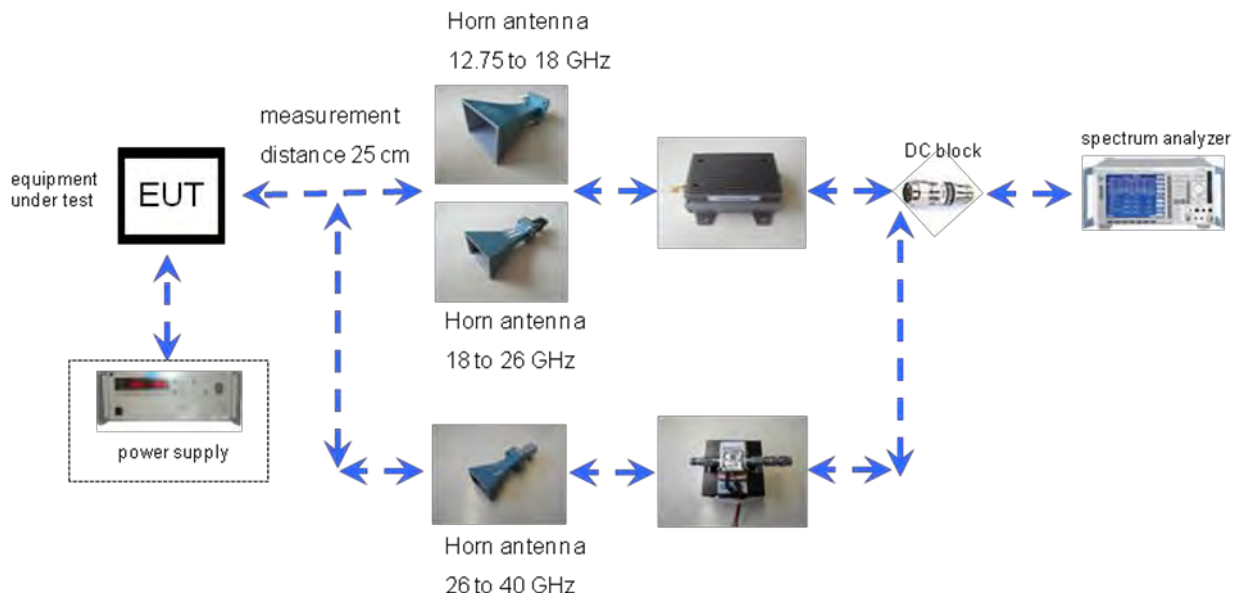 Horn antenna
12.75 to 18 GHz
measurement
distance 25 cm
equipment
under test
EUT
DC block
spectrum analyzer
Horn antenna
18 to 26 GHz
power supply
Horn antenna
26 to 40 GHz